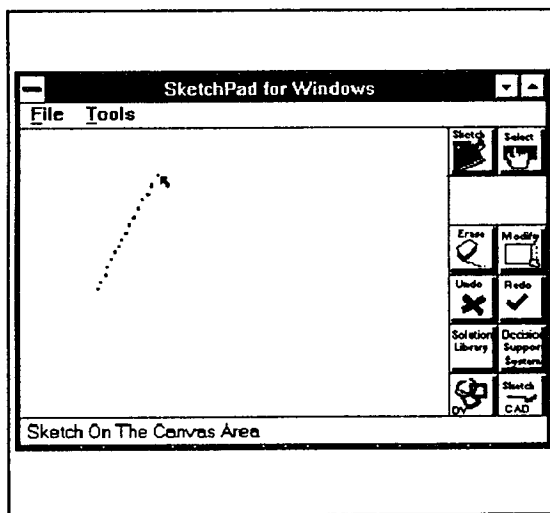 SketchPad for Windows
File Tools
Sketch Select
Erase Modify
Undo Redo
Solution Library
Decision Support System
DV
Sketch CAD
Sketch On The Canvas Area